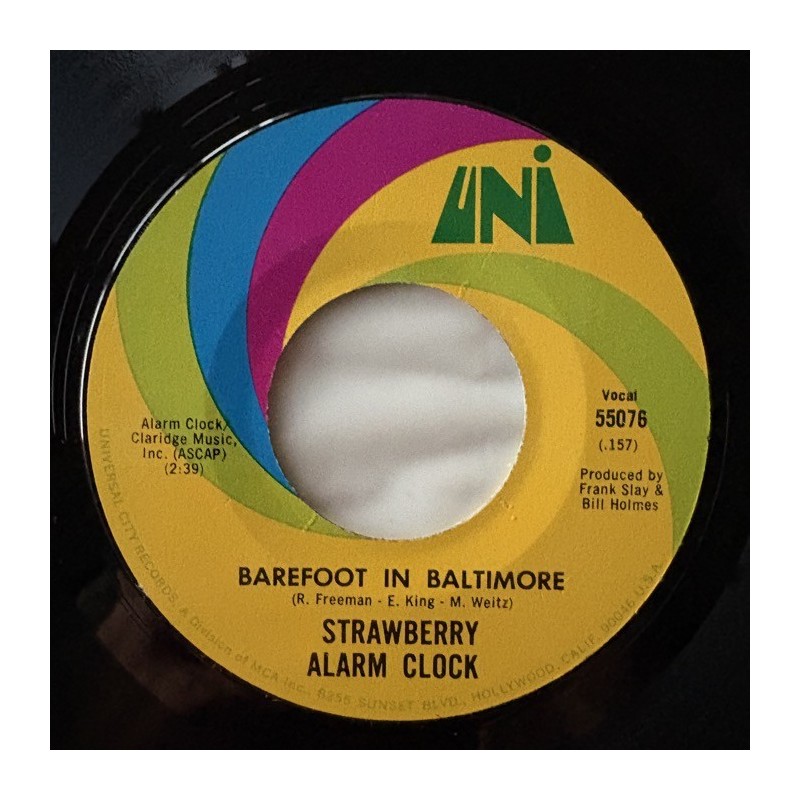 UNi
Vocal
55076
(.157)
Produced by
Frank Slay &
Bill Holmes
Alarm Clock/
Claridge Music,
Inc. (ASCAP)
(2:39)
BAREFOOT IN BALTIMORE
(R. Freeman - E. King - M. Weitz)
STRAWBERRY
ALARM CLOCK
UNIVERSAL CITY RECORDS, A Division of MCA Inc., 8255 SUNSET BLVD., HOLLYWOOD, CALIF. 90046 U.S.A.